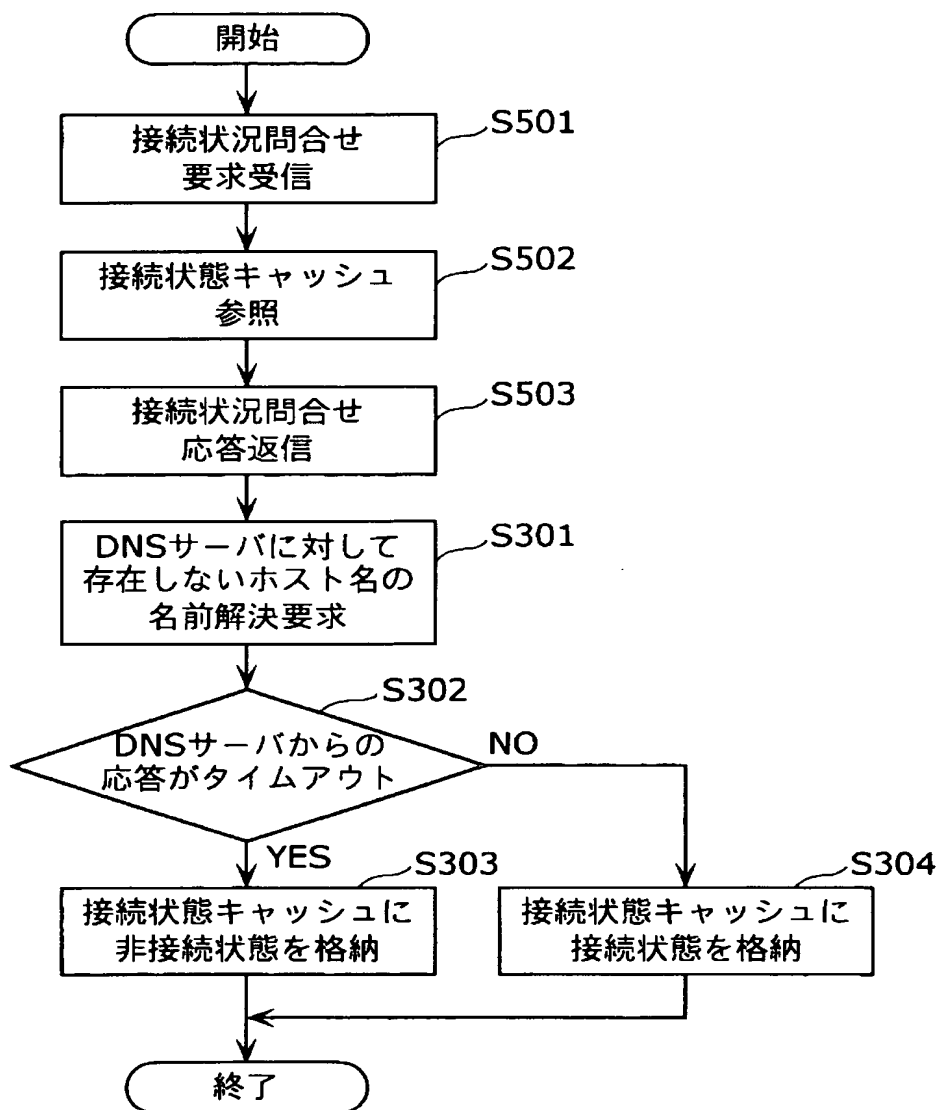 開始
接続状況問合せ
要求受信
S501
接続状態キャッシュ
参照
S502
接続状況問合せ
応答返信
S503
DNSサーバに対して
存在しないホスト名の
名前解決要求
S301
DNSサーバからの
応答がタイムアウト
S302
NO
YES
接続状態キャッシュに
非接続状態を格納
S303
接続状態キャッシュに
接続状態を格納
S304
終了